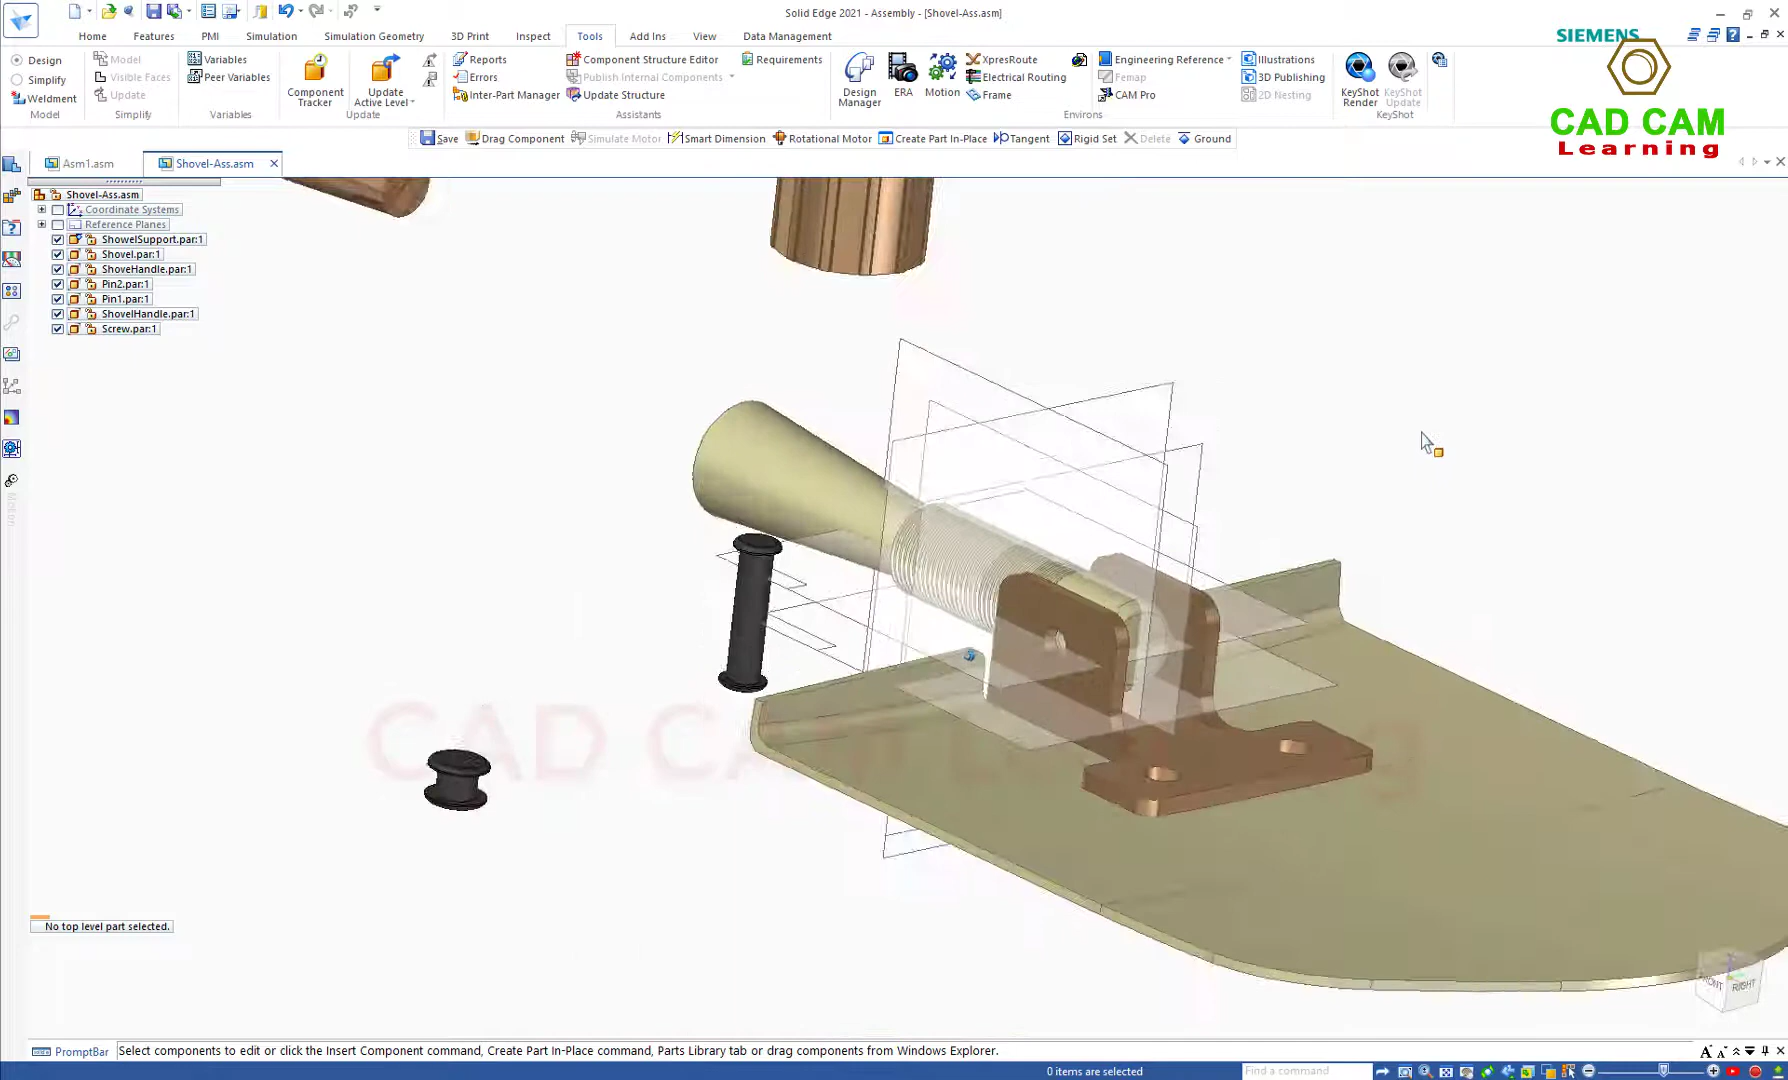 Solid Edge 2021 - Assembly - [Shovel-Ass.asm]
Home Features PMI Simulation Simulation Geometry 3D Print Inspect Tools Add Ins View Data Management
SIEMENS
CAD CAM
Learning
Design
Simplify
Weldment
Model
Model
Visible Faces
Update
Simplify
Variables
Peer Variables
Variables
Component Tracker
Update Active Level
Update
Reports
Errors
Inter-Part Manager
Component Structure Editor
Publish Internal Components
Update Structure
Requirements
Assistants
Design Manager
ERA
Motion
XpresRoute
Electrical Routing
Frame
Engineering Reference
Femap
CAM Pro
Illustrations
3D Publishing
2D Nesting
Environs
KeyShot Render
KeyShot Update
KeyShot
Save Drag Component Simulate Motor Smart Dimension Rotational Motor Create Part In-Place Tangent Rigid Set Delete Ground
Asm1.asm Shovel-Ass.asm
Shovel-Ass.asm
Coordinate Systems
Reference Planes
ShowelSupport.par:1
Shovel.par:1
ShoveHandle.par:1
Pin2.par:1
Pin1.par:1
ShovelHandle.par:1
Screw.par:1
Motion
CAD CAM Learning
No top level part selected.
FRONT RIGHT
PromptBar Select components to edit or click the Insert Component command, Create Part In-Place command, Parts Library tab or drag components from Windows Explorer.
0 items are selected Find a command